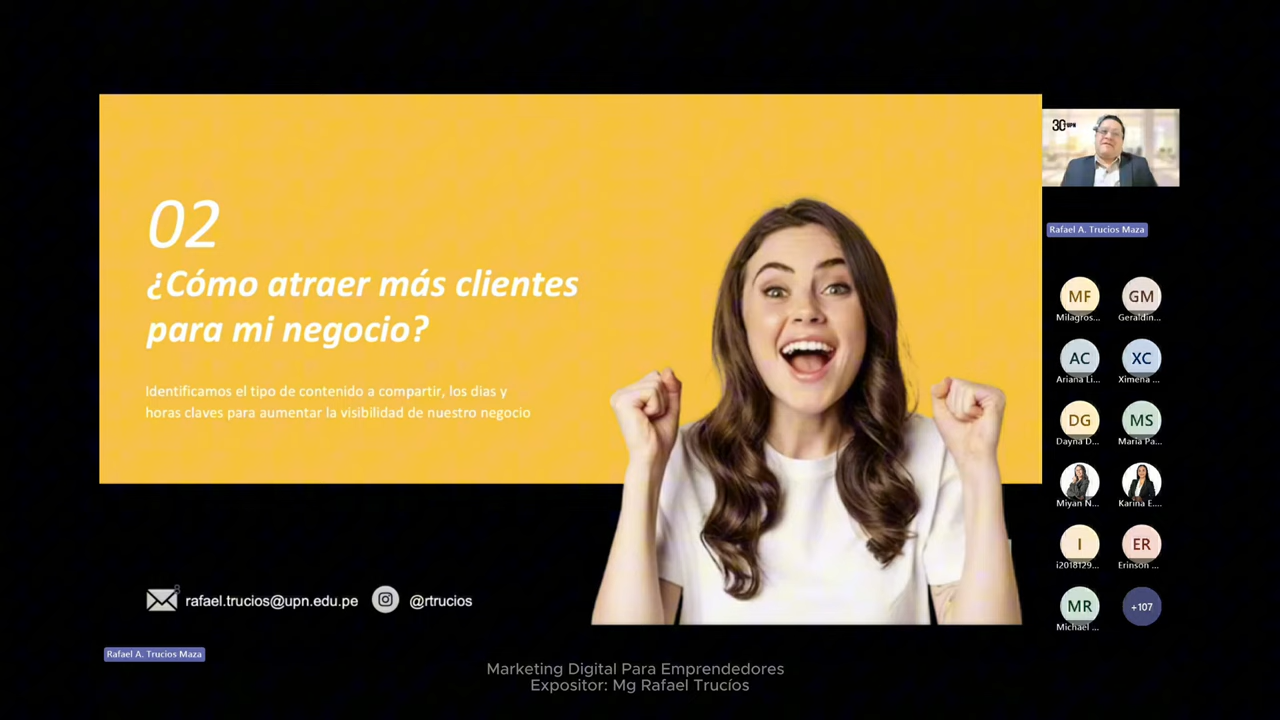 02
¿Cómo atraer más clientes
para mi negocio?
Identificamos el tipo de contenido a compartir, los dias y
horas claves para aumentar la visibilidad de nuestro negocio
rafael.trucios@upn.edu.pe @rtrucios
Rafael A. Trucios Maza
30 UPN
Rafael A. Trucios Maza
MF GM
Milagros... Geraldin...
AC XC
Ariana Li... Ximena ...
DG MS
Dayna D... Maria Pa...
Miyan N... Karina E....
I ER
i2018129... Erinson ...
MR +107
Michael ...
Marketing Digital Para Emprendedores
Expositor: Mg Rafael Trucíos